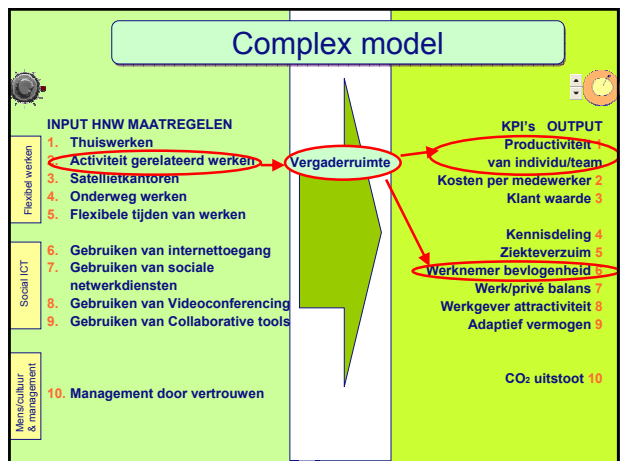 Complex model
INPUT HNW MAATREGELEN
Flexibel werken
1. Thuiswerken
2. Activiteit gerelateerd werken
3. Satellietkantoren
4. Onderweg werken
5. Flexibele tijden van werken
Social ICT
6. Gebruiken van internettoegang
7. Gebruiken van sociale
netwerkdiensten
8. Gebruiken van Videoconferencing
9. Gebruiken van Collaborative tools
Mens/cultuur
& management
10. Management door vertrouwen
Vergaderruimte
KPI's OUTPUT
Productiviteit 1
van individu/team
Kosten per medewerker 2
Klant waarde 3
Kennisdeling 4
Ziekteverzuim 5
Werknemer bevlogenheid 6
Werk/privé balans 7
Werkgever attractiviteit 8
Adaptief vermogen 9
CO2 uitstoot 10